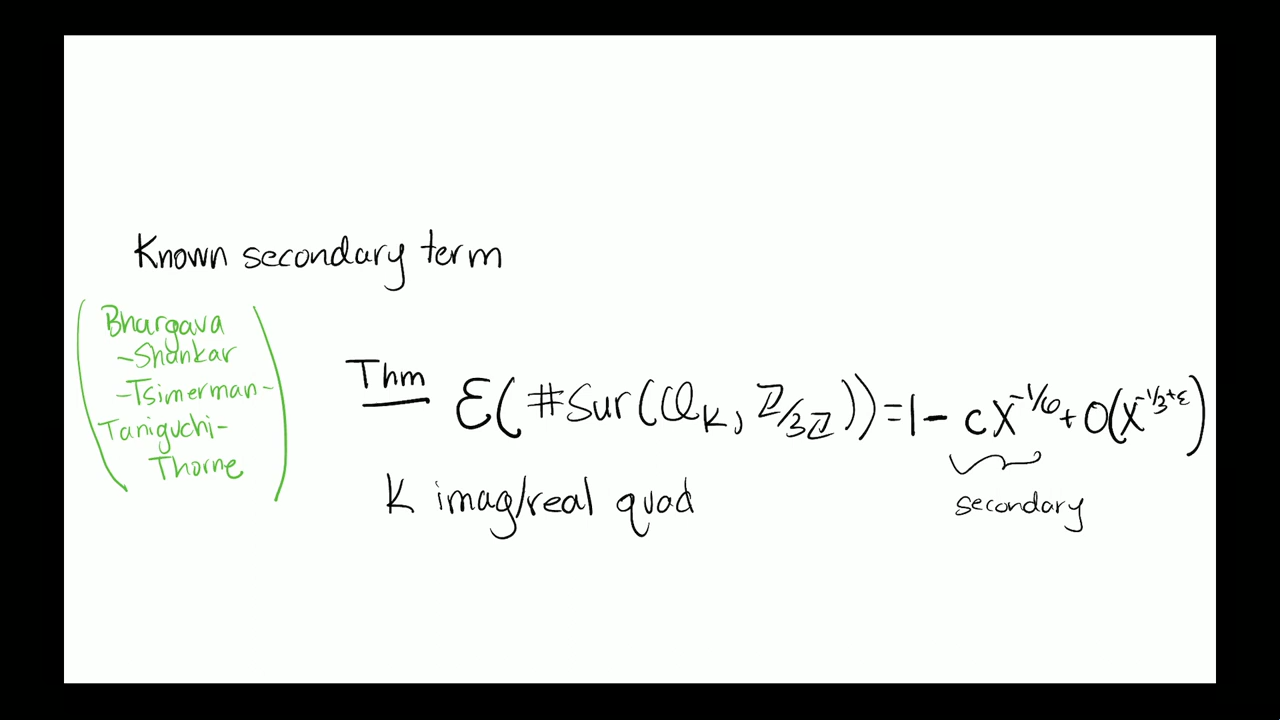 Known secondary term
(Bhargava
-Shankar
-Tsimerman-
Taniguchi-
Thorne)
Thm ℰ(#Sur(Cl_K, ℤ/3ℤ)) = 1 - cX^{-1/6} + O(X^{-1/3+ε})
K imag/real quad
secondary